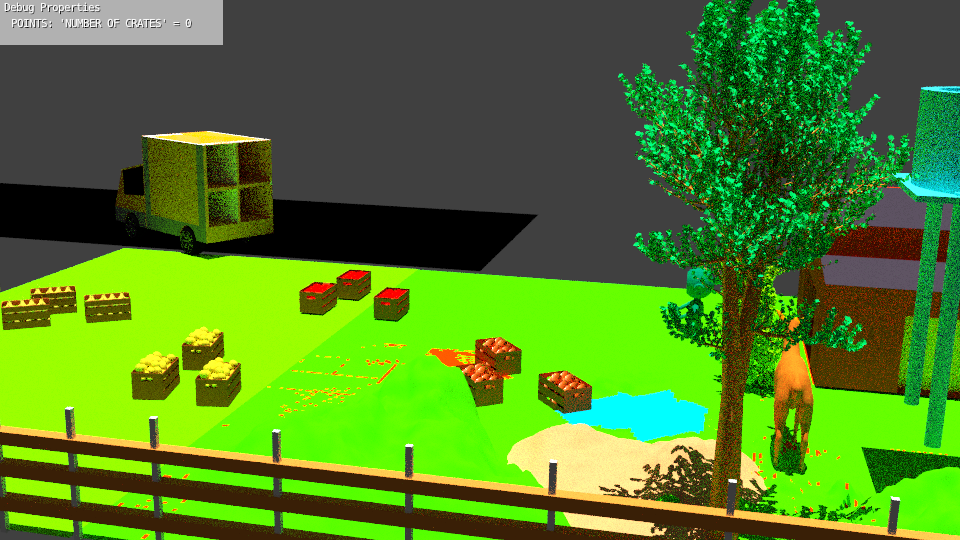 Debug Properties
POINTS: 'NUMBER OF CRATES' = 0